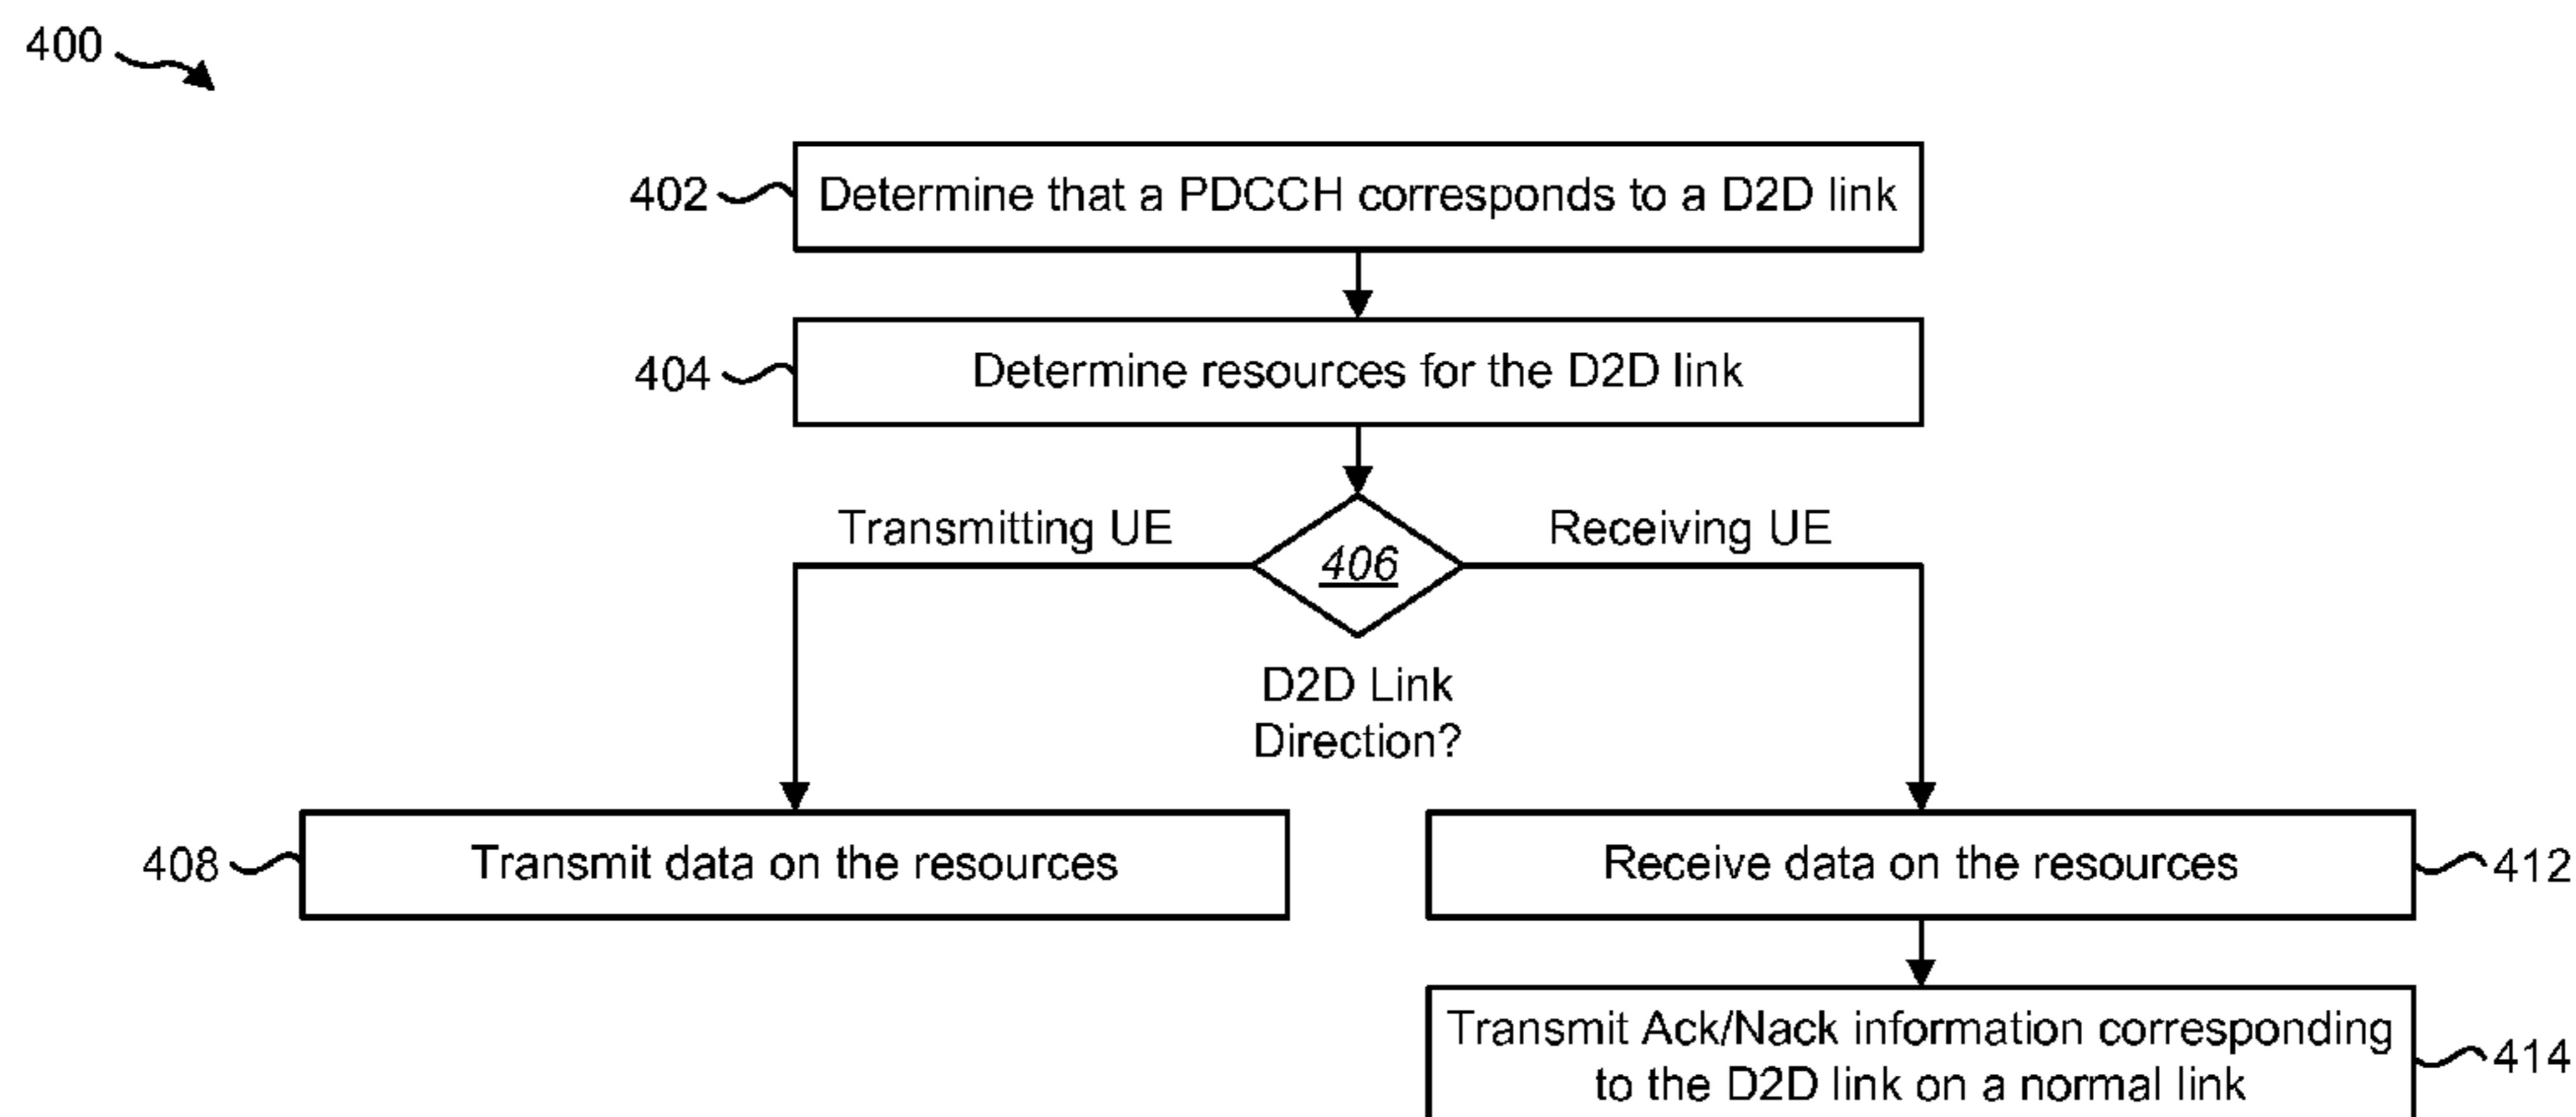 400
402
Determine that a PDCCH corresponds to a D2D link
404
Determine resources for the D2D link
Transmitting UE
406
Receiving UE
D2D Link
Direction?
408
Transmit data on the resources
Receive data on the resources
412
Transmit Ack/Nack information corresponding
to the D2D link on a normal link
414